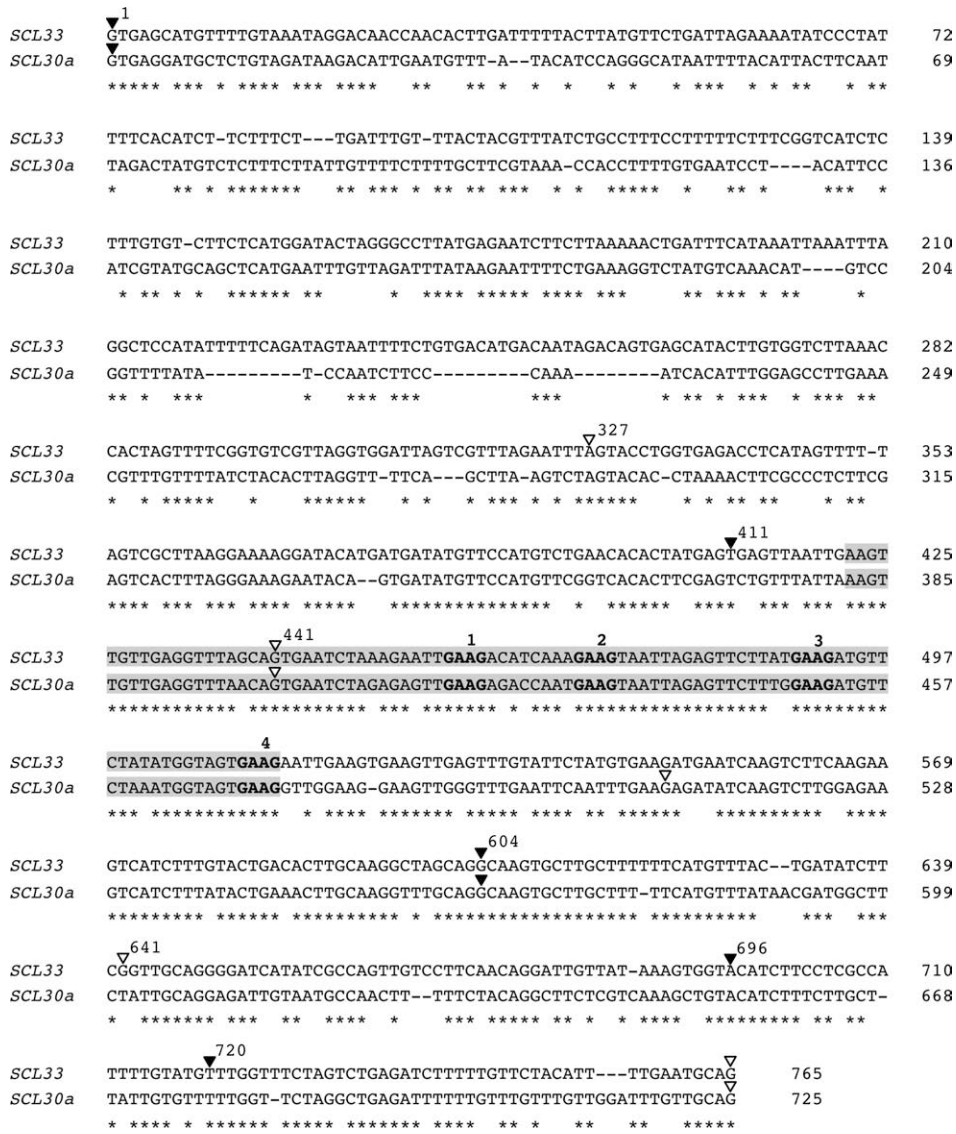 1
SCL33 GTGAGCATGTTTTGTAAATAGGACAACCAACACTTGATTTTTACTTATGTTCTGATTAGAAAATATCCCTAT 72
SCL30a GTGAGGATGCTCTGTAGATAAGACATTGAATGTTT-A--TACATCCAGGGCATAATTTTACATTACTTCAAT 69
***** *** * **** *** **** ** ** * * * * * * *** * * * ** **
SCL33 TTTCACATCT-TCTTTCT---TGATTTGT-TTACTACGTTTATCTGCCTTTCCTTTTTCTTTCGGTCATCTC 139
SCL30a TAGACTATGTCTCTTTCTTATTGTTTTCTTTTGCTTCGTAAA-CCACCTTTTGTGAATCCT----ACATTCC 136
* ** * ******* ** *** * ** ** *** * * ***** * ** * *** *
SCL33 TTTGTGT-CTTCTCATGGATACTAGGGCCTTATGAGAATCTTCTTAAAAACTGATTTCATAAATTAAATTTA 210
SCL30a ATCGTATGCAGCTCATGAATTTGTTAGATTTATAAGAATTTTCTGAAAGGTCTATGTCAAACAT----GTCC 204
* ** * * ****** ** * **** ***** **** *** ** *** * ** *
SCL33 GGCTCCATATTTTTCAGATAGTAATTTTCTGTGACATGACAATAGACAGTGAGCATACTTGTGGTCTTAAAC 282
SCL30a GGTTTTATA---------T-CCAATCTTCC---------CAAA--------ATCACATTTGGAGCCTTGAAA 249
** * *** * *** *** *** * ** * *** * *** **
327
SCL33 CACTAGTTTTCGGTGTCGTTAGGTGGATTAGTCGTTTAGAATTTAGTACCTGGTGAGACCTCATAGTTTT-T 353
SCL30a CGTTTGTTTTATCTACACTTAGGTT-TTCA---GCTTA-AGTCTAGTACAC-CTAAAACTTCGCCCTCTTCG 315
* * ***** * ****** * * * *** * * ****** * * ** ** * **
411
SCL33 AGTCGCTTAAGGAAAAGGATACATGATGATATGTTCCATGTCTGAACACACTATGAGTGAGTTAATTGAAGT 425
SCL30a AGTCACTTTAGGGAAAGAATACA--GTGATATGTTCCATGTTCGGTCACACTTCGAGTCTGTTTATTAAAGT 385
**** *** *** **** ***** *************** * ****** **** *** *** ****
441 1 2 3
SCL33 TGTTGAGGTTTAGCAGTGAATCTAAAGAATTGAAGACATCAAAGAAGTAATTAGAGTTCTTATGAAGATGTT 497
SCL30a TGTTGAGGTTTAACAGTGAATCTAGAGAGTTGAAGAGACCAATGAAGTAATTAGAGTTCTTTGGAAGATGTT 457
************ *********** *** ******* * *** ****************** *********
4
SCL33 CTATATGGTAGTGAAGAATTGAAGTGAAGTTGAGTTTGTATTCTATGTGAAGATGAATCAAGTCTTCAAGAA 569
SCL30a CTAAATGGTAGTGAAGGTTGGAAG-GAAGTTGGGTTTGAATTCAATTTGAAGAGATATCAAGTCTTGGAGAA 528
*** ************ * **** ******* ***** **** ** ****** ********** ****
604
SCL33 GTCATCTTTGTACTGACACTTGCAAGGCTAGCAGGCAAGTGCTTGCTTTTTTCATGTTTAC--TGATATCTT 639
SCL30a GTCATCTTTATACTGAAACTTGCAAGGTTTGCAGGCAAGTGCTTGCTTT-TTCATGTTTATAACGATGGCTT 599
********* ****** ********** * ******************* ********** *** ***
641 696
SCL33 CGGTTGCAGGGGATCATATCGCCAGTTGTCCTTCAACAGGATTGTTAT-AAAGTGGTACATCTTCCTCGCCA 710
SCL30a CTATTGCAGGAGATTGTAATGCCAACTT--TTTCTACAGGCTTCTCGTCAAAGCTGTACATCTTTCTTGCT- 668
* ******* *** ** **** * *** ***** ** * * **** ********* ** **
720
SCL33 TTTTGTATGTTTGGTTTCTAGTCTGAGATCTTTTTGTTCTACATT---TTGAATGCAG 765
SCL30a TATTGTGTTTTTGGT-TCTAGGCTGAGATTTTTTGTTTGTTTGTTGGATTTGTTGCAG 725
* **** * ****** ***** ******* **** ** * ** ** *****